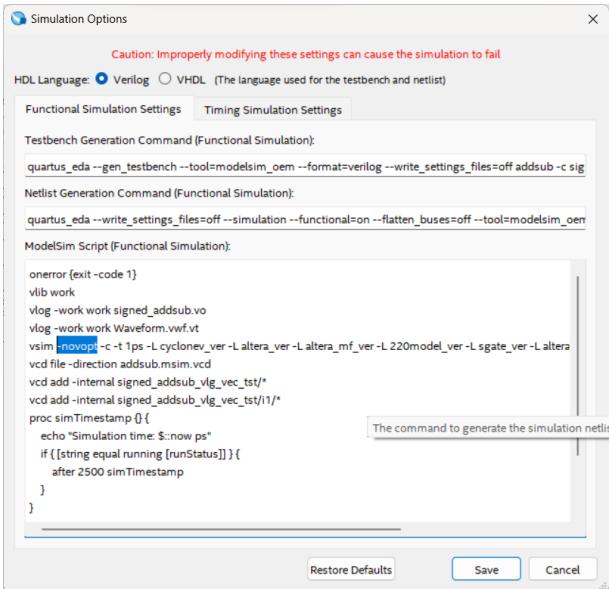 Simulation Options
Caution: Improperly modifying these settings can cause the simulation to fail
HDL Language: Verilog VHDL (The language used for the testbench and netlist)
Functional Simulation Settings Timing Simulation Settings
Testbench Generation Command (Functional Simulation):
quartus_eda --gen_testbench --tool=modelsim_oem --format=verilog --write_settings_files=off addsub -c sig
Netlist Generation Command (Functional Simulation):
quartus_eda --write_settings_files=off --simulation --functional=on --flatten_buses=off --tool=modelsim_oem
ModelSim Script (Functional Simulation):
onerror {exit -code 1}
vlib work
vlog -work work signed_addsub.vo
vlog -work work Waveform.vwf.vt
vsim -novopt -c -t 1ps -L cyclonev_ver -L altera_ver -L altera_mf_ver -L 220model_ver -L sgate_ver -L altera
vcd file -direction addsub.msim.vcd
vcd add -internal signed_addsub_vlg_vec_tst/*
vcd add -internal signed_addsub_vlg_vec_tst/i1/*
proc simTimestamp {} {
echo "Simulation time: $::now ps"
if { [string equal running [runStatus]] } {
after 2500 simTimestamp
}
}
The command to generate the simulation netlis
Restore Defaults Save Cancel